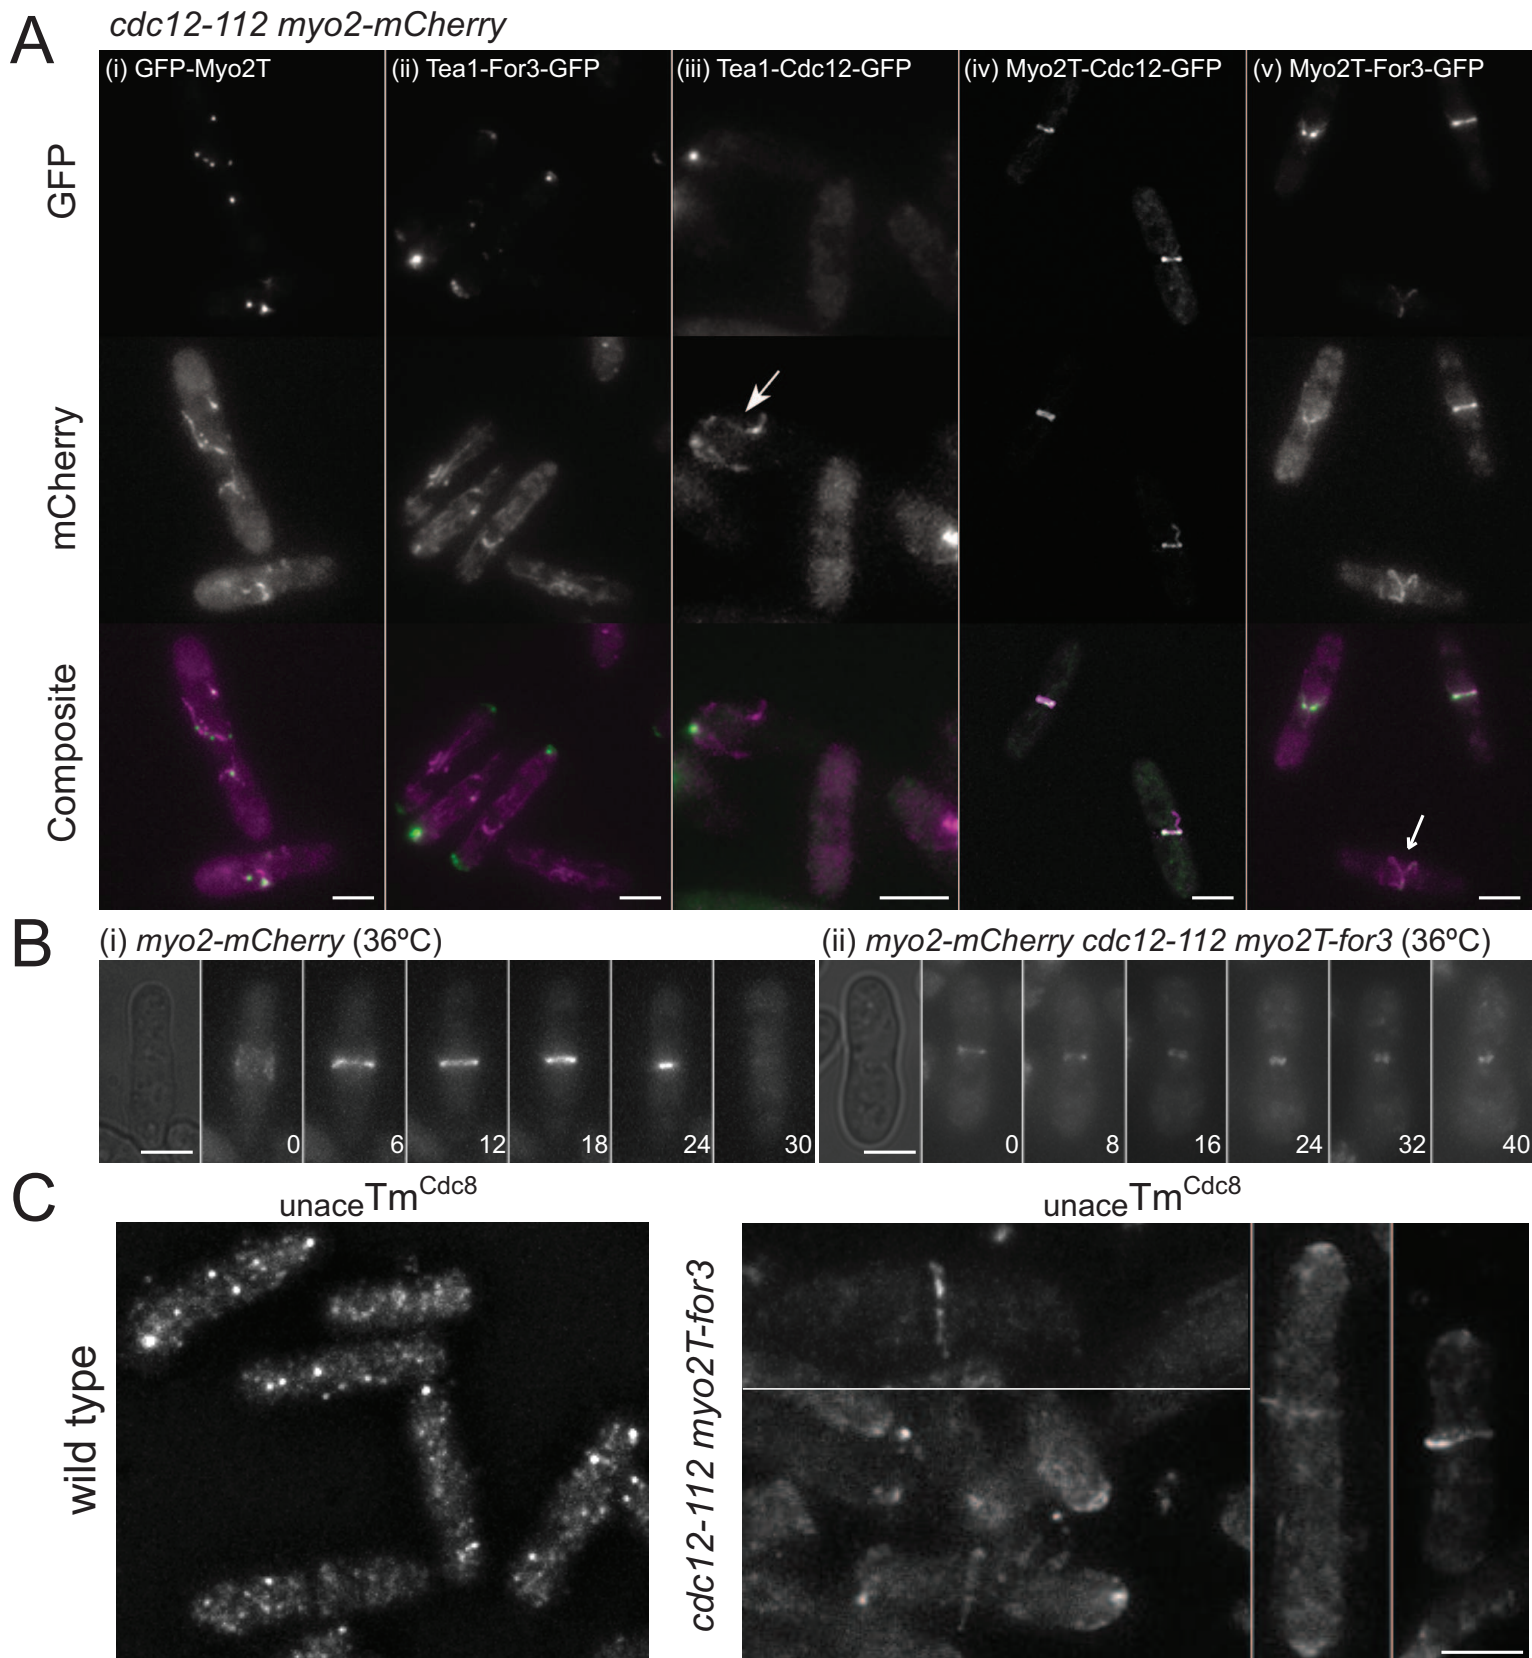 A
cdc12-112 myo2-mCherry
(i) GFP-Myo2T
(ii) Tea1-For3-GFP
(iii) Tea1-Cdc12-GFP
(iv) Myo2T-Cdc12-GFP
(v) Myo2T-For3-GFP
GFP
mCherry
Composite
B
(i) myo2-mCherry (36ºC)
(ii) myo2-mCherry cdc12-112 myo2T-for3 (36ºC)
0 6 12 18 24 30
0 8 16 24 32 40
C
unaceTmCdc8
unaceTmCdc8
wild type
cdc12-112 myo2T-for3